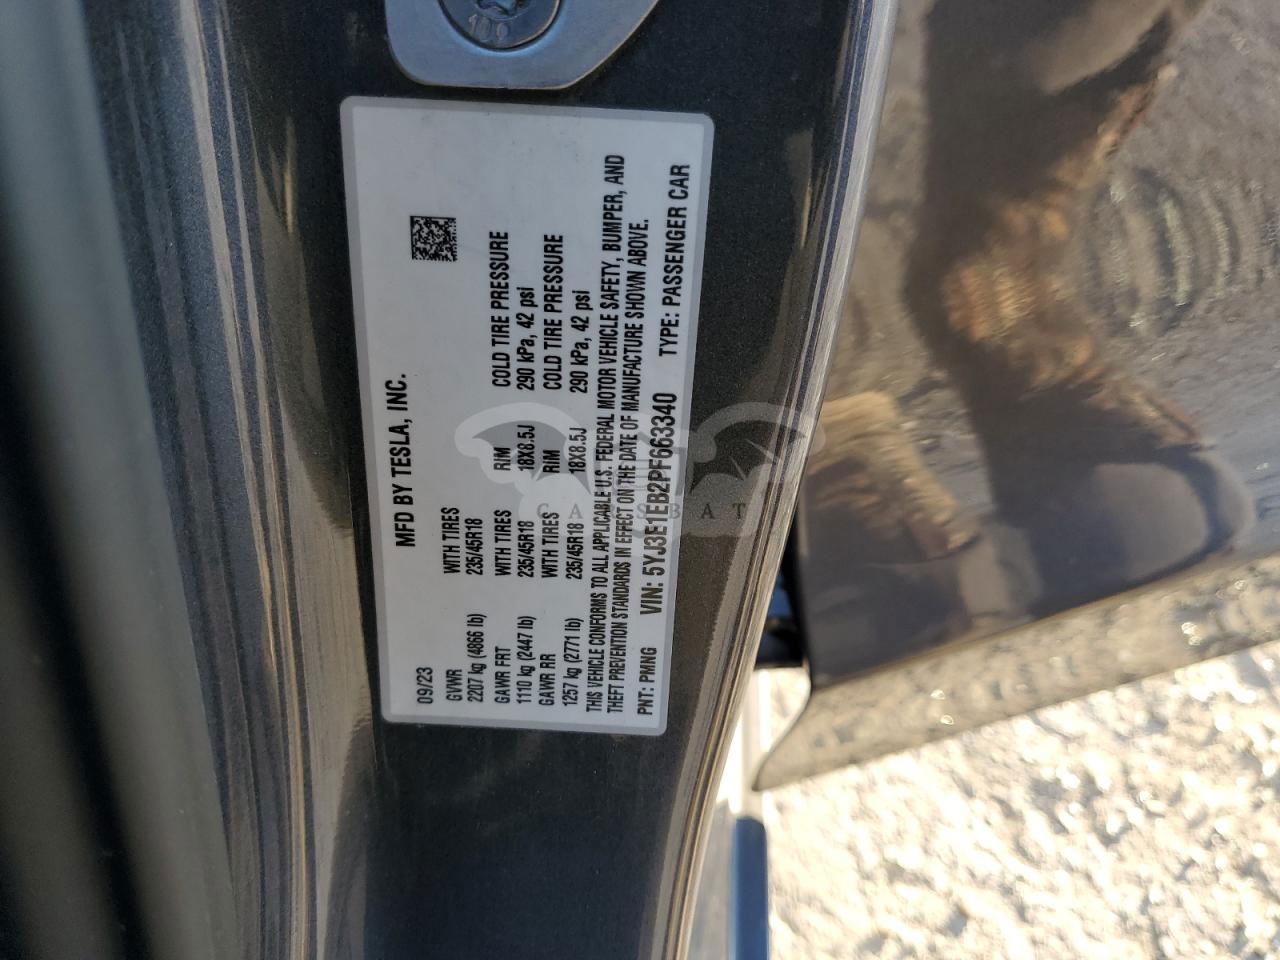 100
MFD BY TESLA, INC.
09/23
GVWR WITH TIRES
2207 kg (4866 lb) 235/45R18
GAWR FRT WITH TIRES RIM COLD TIRE PRESSURE
1110 kg (2447 lb) 235/45R18 18X8.5J 290 kPa, 42 psi
GAWR RR WITH TIRES RIM COLD TIRE PRESSURE
1257 kg (2771 lb) 235/45R18 18X8.5J 290 kPa, 42 psi
THIS VEHICLE CONFORMS TO ALL APPLICABLE U.S. FEDERAL MOTOR VEHICLE SAFETY, BUMPER, AND
THEFT PREVENTION STANDARDS IN EFFECT ON THE DATE OF MANUFACTURE SHOWN ABOVE.
PNT: PMNG VIN: 5YJ3E1EB2PF663340 TYPE: PASSENGER CAR
CARSBAT